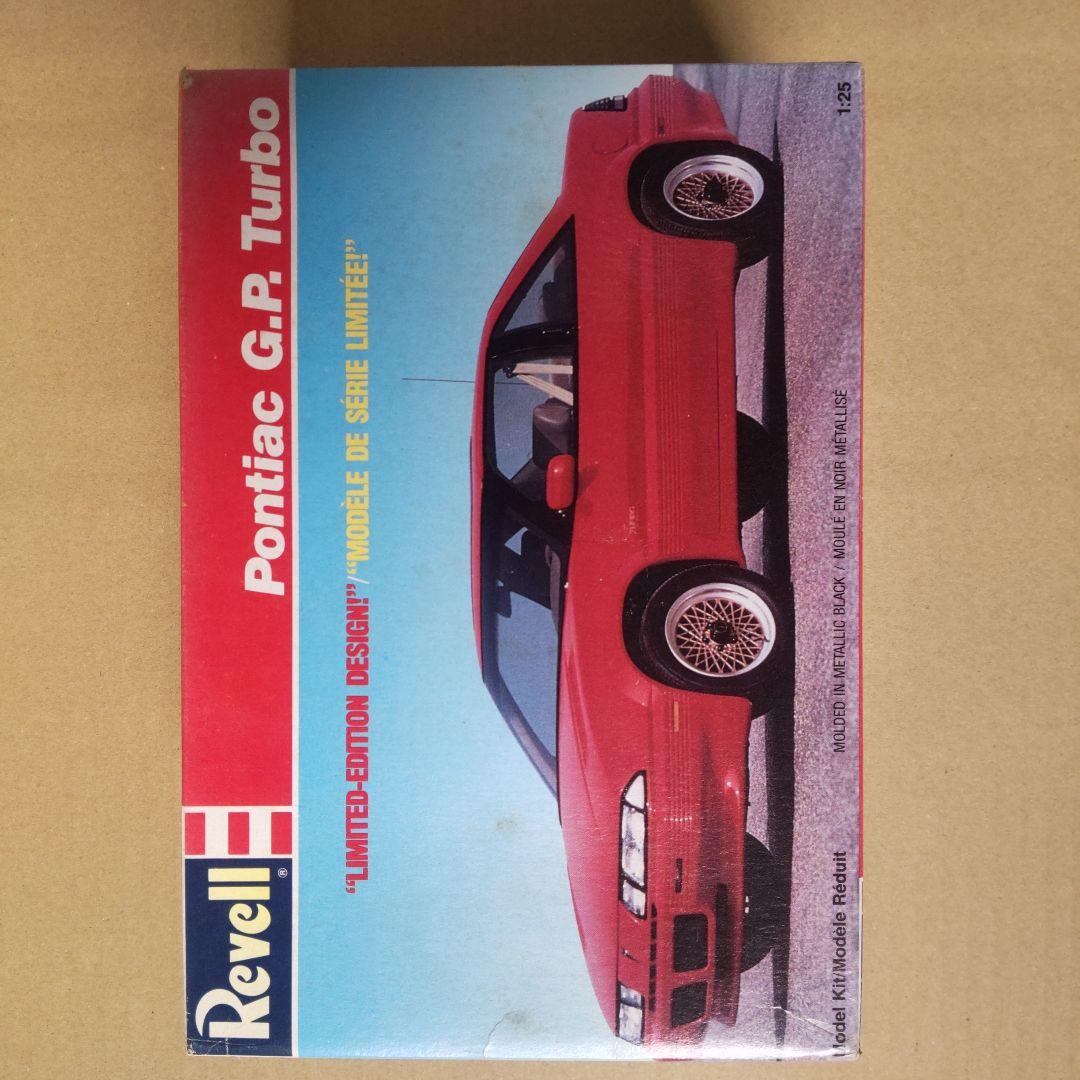 Revell®
Pontiac G.P. Turbo
"LIMITED-EDITION DESIGN!"/"MODÈLE DE SÉRIE LIMITÉE!"
MOLDED IN METALLIC BLACK / MOULÉ EN NOIR MÉTALLISÉ
Model Kit/Modèle Réduit
1:25